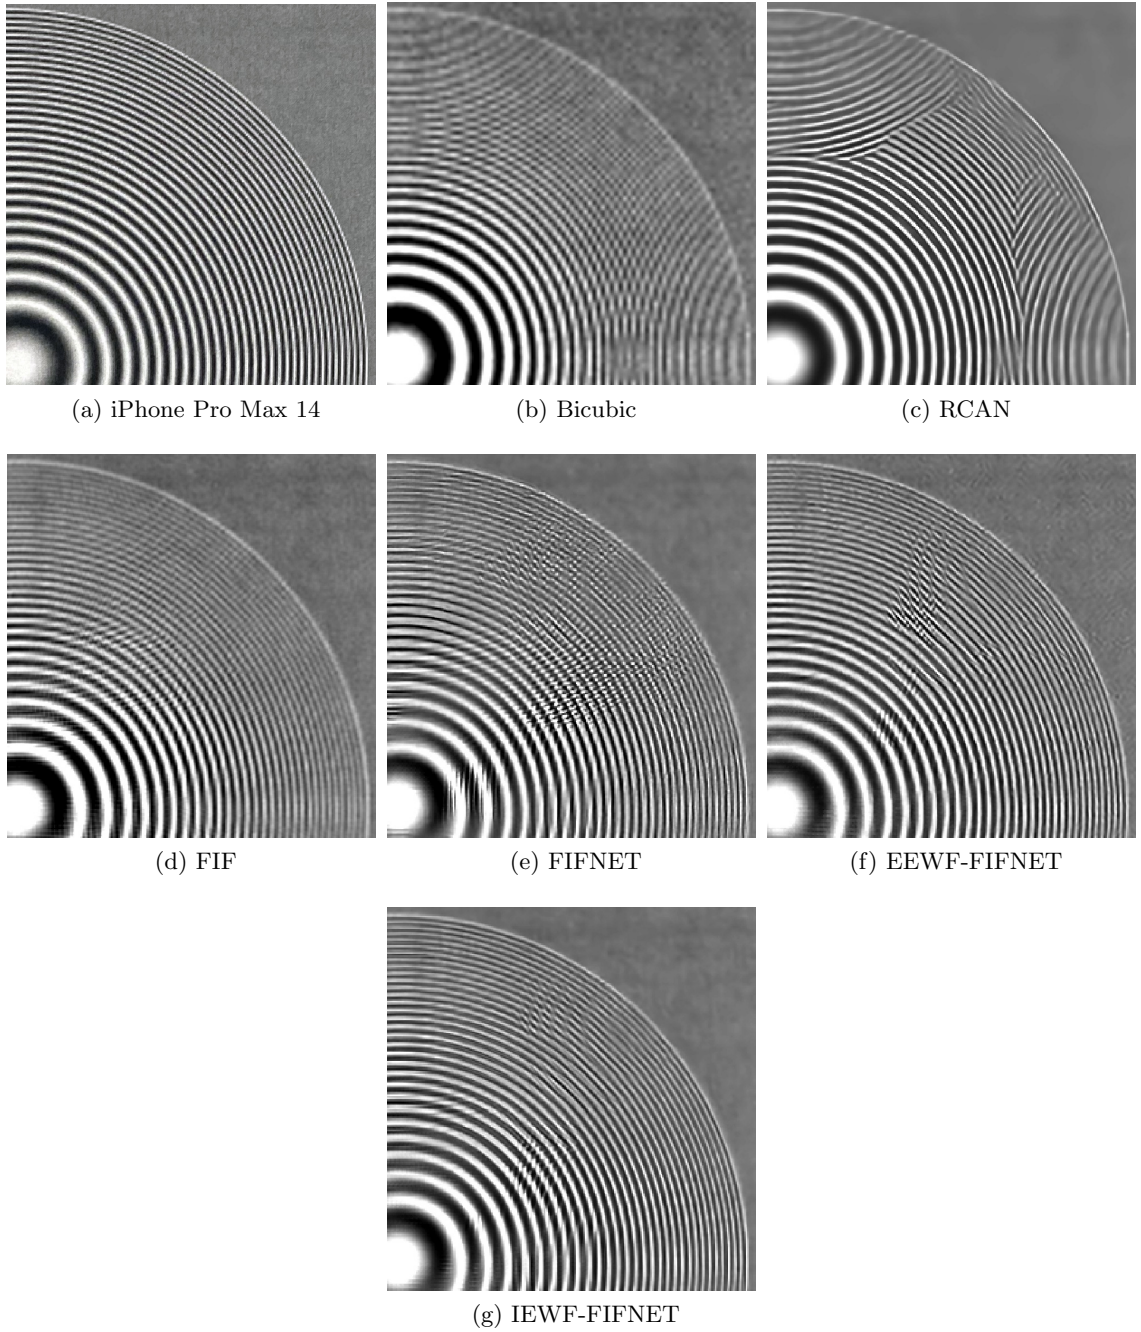 (a) iPhone Pro Max 14
(b) Bicubic
(c) RCAN
(d) FIF
(e) FIFNET
(f) EEWF-FIFNET
(g) IEWF-FIFNET